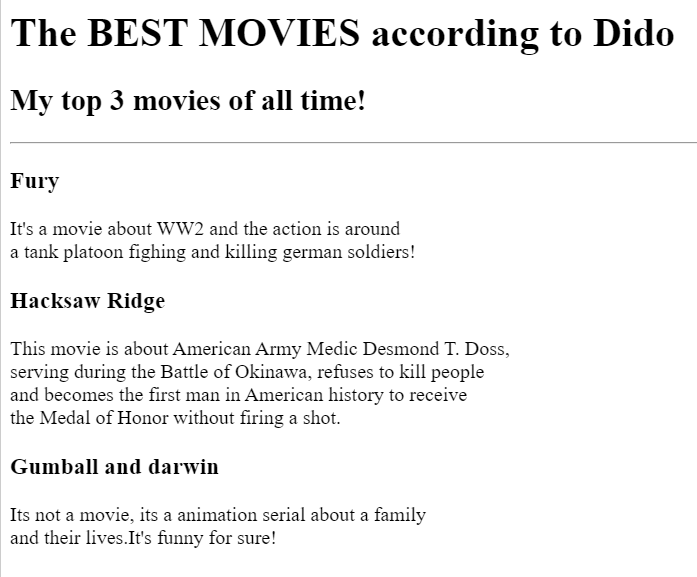 The BEST MOVIES according to Dido
My top 3 movies of all time!
Fury
It's a movie about WW2 and the action is around
a tank platoon fighing and killing german soldiers!
Hacksaw Ridge
This movie is about American Army Medic Desmond T. Doss,
serving during the Battle of Okinawa, refuses to kill people
and becomes the first man in American history to receive
the Medal of Honor without firing a shot.
Gumball and darwin
Its not a movie, its a animation serial about a family
and their lives.It's funny for sure!